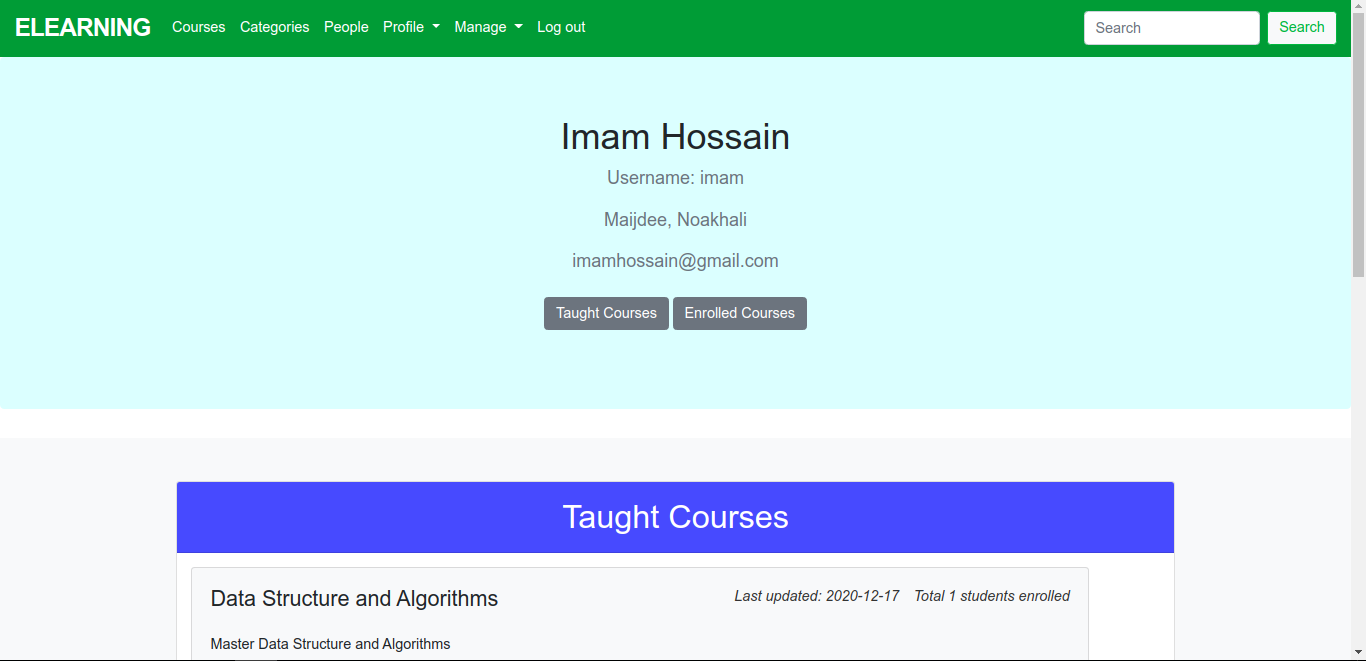 ELEARNING Courses Categories People Profile Manage Log out Search Search
Imam Hossain
Username: imam
Maijdee, Noakhali
imamhossain@gmail.com
Taught Courses Enrolled Courses
Taught Courses
Data Structure and Algorithms Last updated: 2020-12-17 Total 1 students enrolled
Master Data Structure and Algorithms